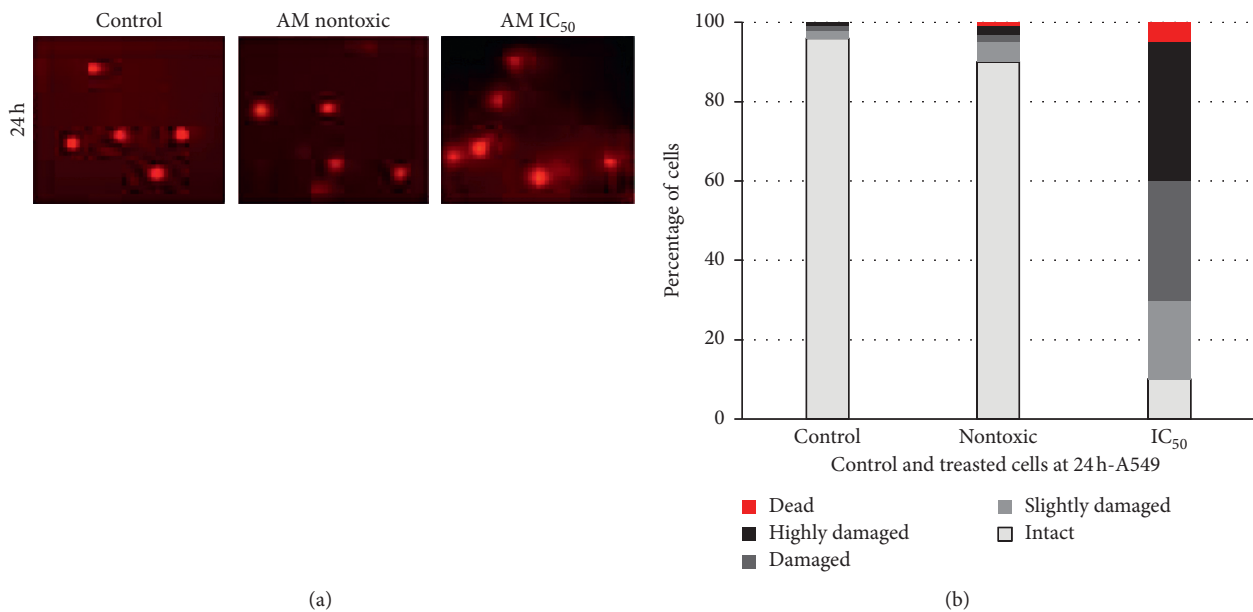 Control
AM nontoxic
AM IC₅₀
24 h
(a)
100
80
60
40
20
0
Percentage of cells
Control
Nontoxic
IC₅₀
Control and treasted cells at 24 h-A549
Dead
Highly damaged
Damaged
Slightly damaged
Intact
(b)